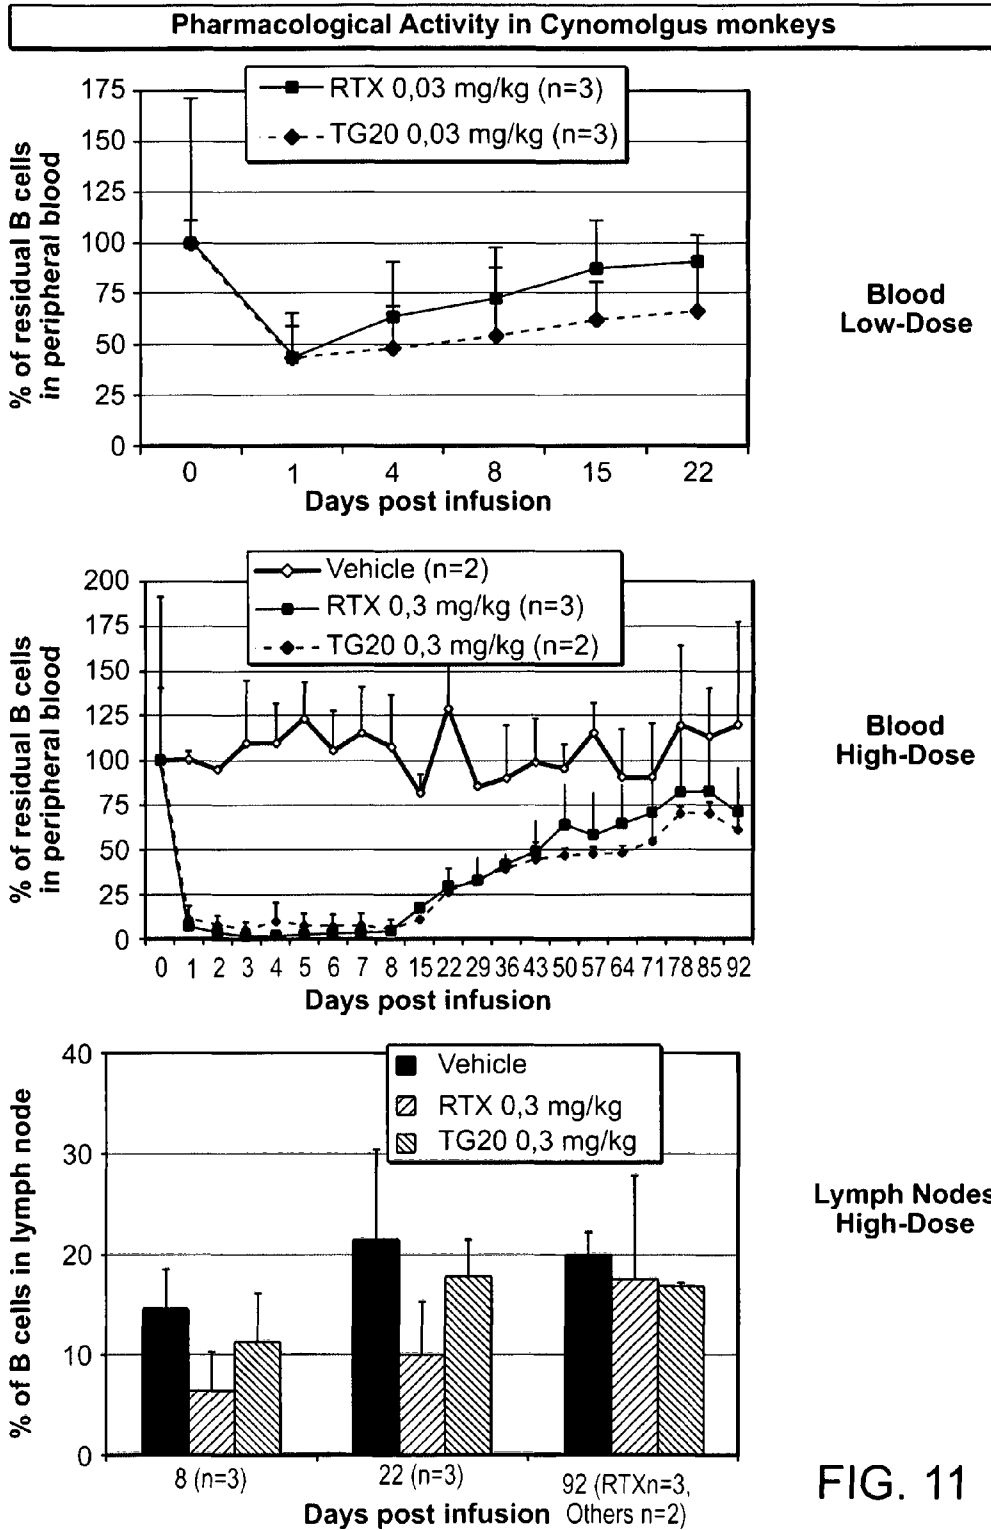 Pharmacological Activity in Cynomolgus monkeys
RTX 0,03 mg/kg (n=3)
TG20 0,03 mg/kg (n=3)
% of residual B cells
in peripheral blood
175
150
125
100
75
50
25
0
0 1 4 8 15 22
Days post infusion
Blood
Low-Dose
Vehicle (n=2)
RTX 0,3 mg/kg (n=3)
TG20 0,3 mg/kg (n=2)
% of residual B cells
in peripheral blood
200
175
150
125
100
75
50
25
0
0 1 2 3 4 5 6 7 8 15 22 29 36 43 50 57 64 71 78 85 92
Days post infusion
Blood
High-Dose
Vehicle
RTX 0,3 mg/kg
TG20 0,3 mg/kg
% of B cells in lymph node
40
30
20
10
0
8 (n=3) 22 (n=3) 92 (RTXn=3,
Others n=2)
Days post infusion
Lymph Nodes
High-Dose
FIG. 11